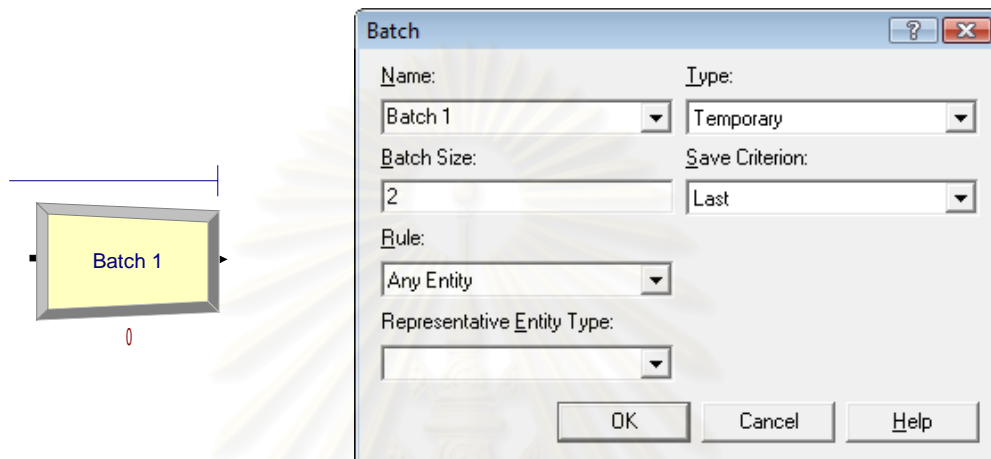 Batch
Name:
Type:
Batch 1
Temporary
Batch Size:
Save Criterion:
2
Last
Rule:
Any Entity
Representative Entity Type:
OK
Cancel
Help
Batch 1
0